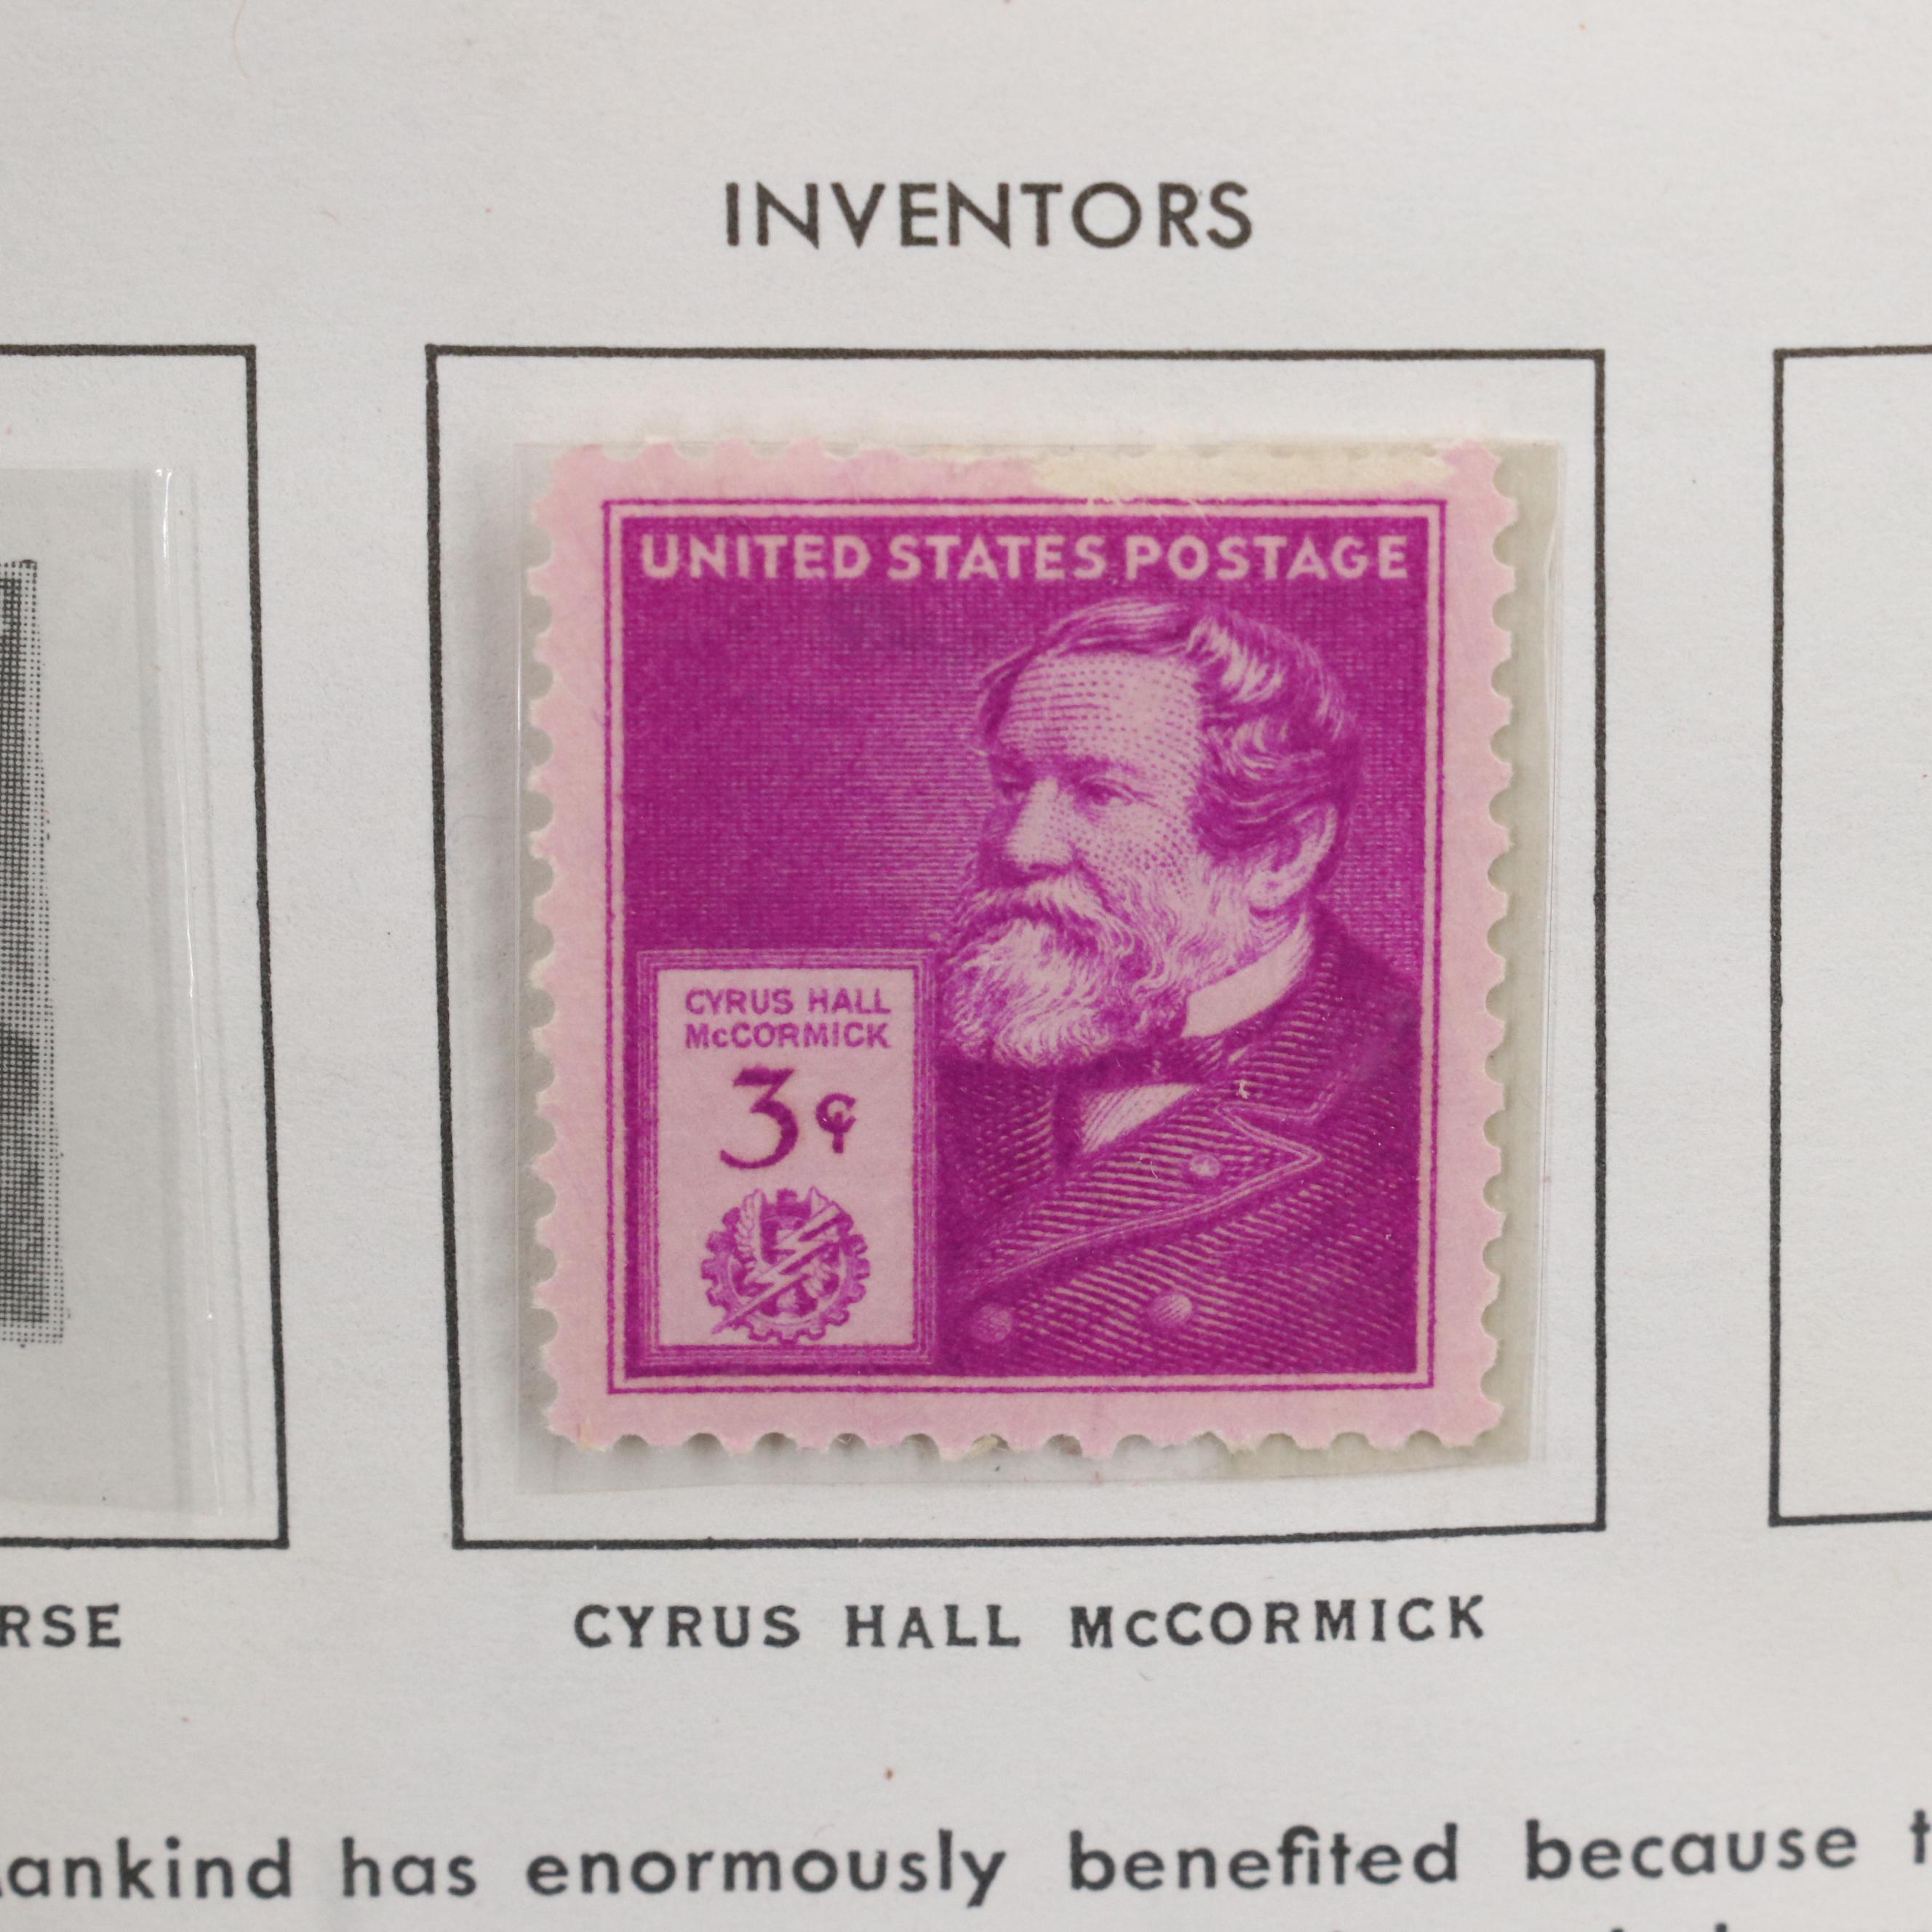 INVENTORS
UNITED STATES POSTAGE
CYRUS HALL
McCORMICK
3¢
RSE
CYRUS HALL McCORMICK
ankind has enormously benefited because